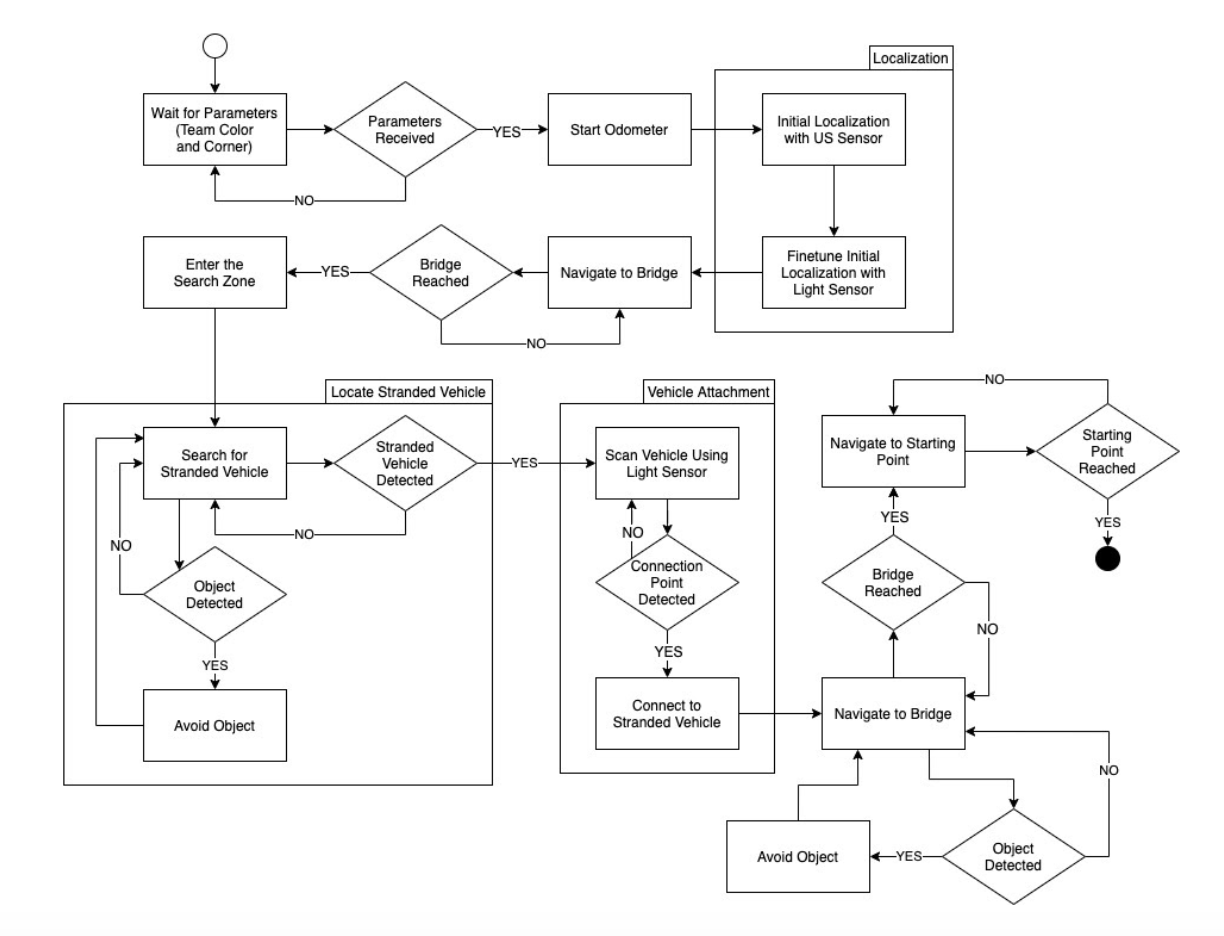 Localization
Wait for Parameters
(Team Color
and Corner)
Parameters
Received
YES
Start Odometer
Initial Localization
with US Sensor
NO
Enter the
Search Zone
YES
Bridge
Reached
Navigate to Bridge
Finetune Initial
Localization with
Light Sensor
NO
Locate Stranded Vehicle
Search for
Stranded Vehicle
Stranded
Vehicle
Detected
YES
NO
NO
Object
Detected
YES
Avoid Object
Vehicle Attachment
Scan Vehicle Using
Light Sensor
NO
Connection
Point
Detected
YES
Connect to
Stranded Vehicle
NO
Navigate to Starting
Point
Starting
Point
Reached
YES
YES
Bridge
Reached
NO
Navigate to Bridge
NO
Avoid Object
YES
Object
Detected